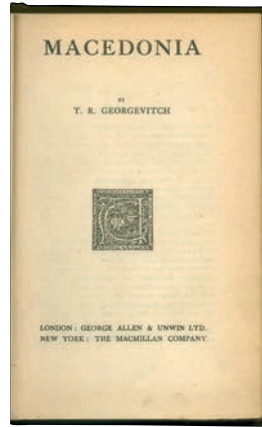 MACEDONIA
BY
T. R. GEORGEVITCH
LONDON: GEORGE ALLEN & UNWIN LTD.
NEW YORK: THE MACMILLAN COMPANY